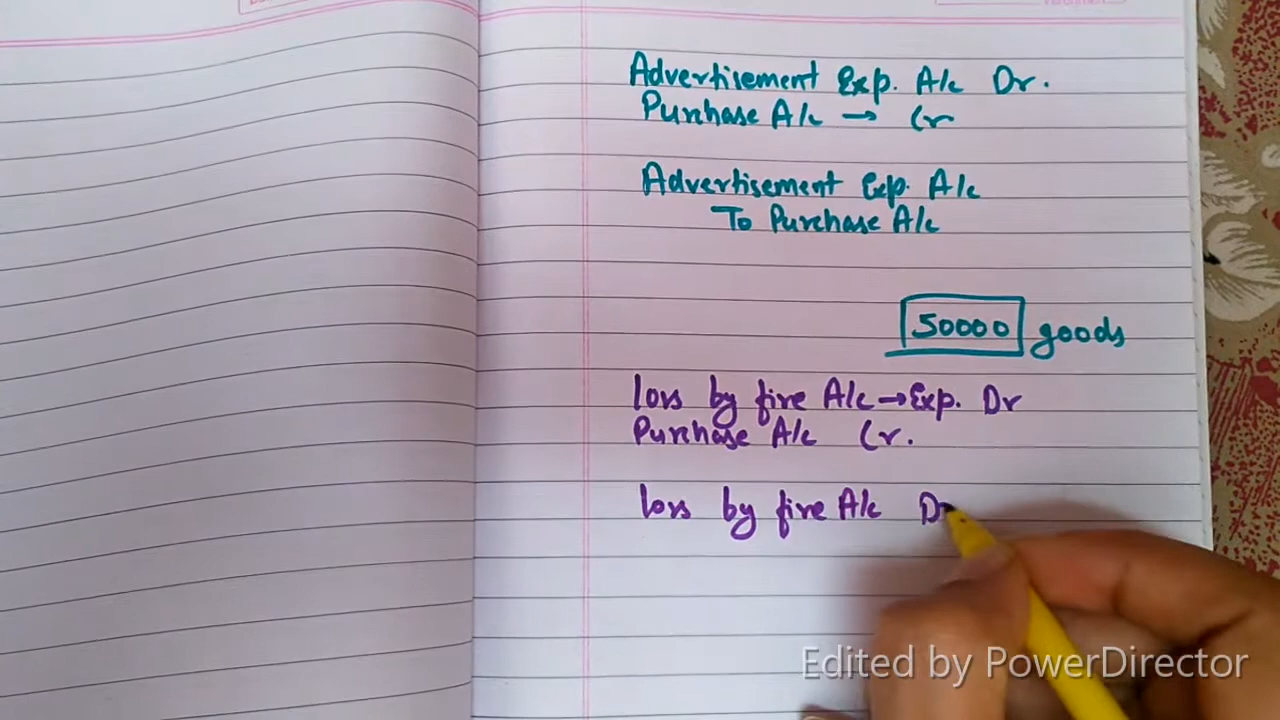 Advertisement Exp. A/c Dr.
Purchase A/c → Cr
Advertisement Exp. A/c
To Purchase A/c
50000 goods
loss by fire A/c → Exp. Dr
Purchase A/c Cr.
loss by fire A/c D
Edited by PowerDirector